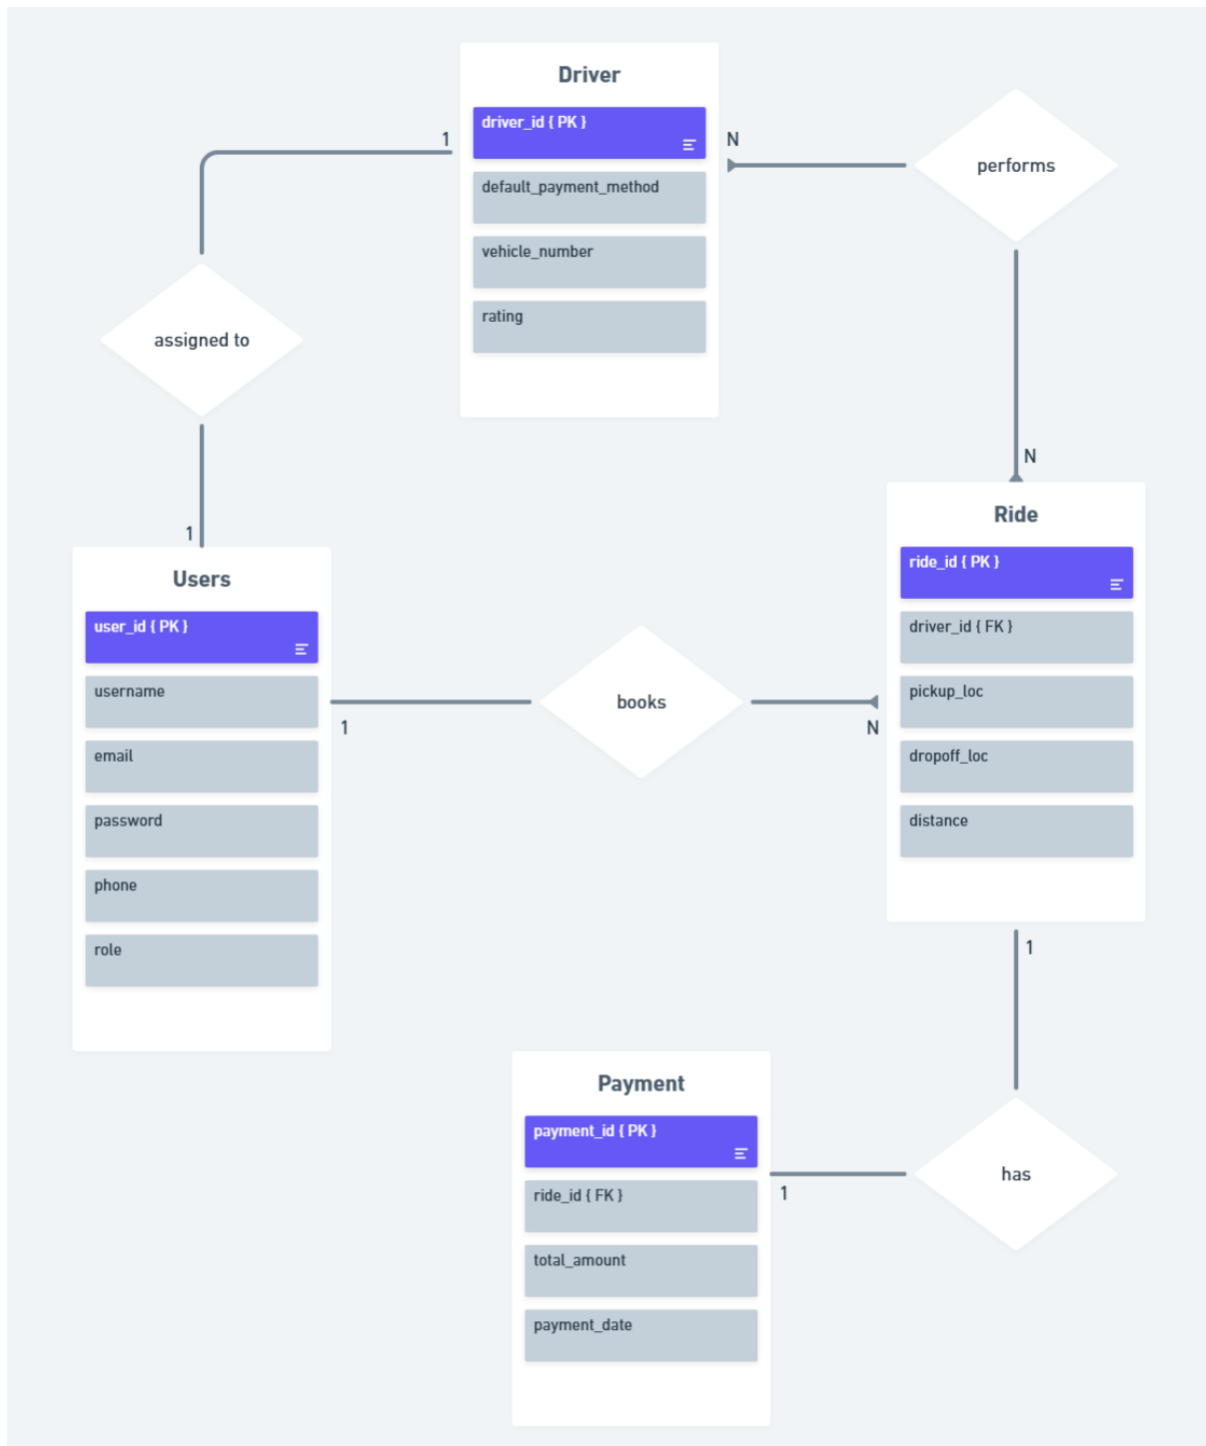 Driver
driver_id { PK }
default_payment_method
vehicle_number
rating
1
N
performs
assigned to
N
1
Users
user_id { PK }
username
email
password
phone
role
1
books
N
Ride
ride_id { PK }
driver_id { FK }
pickup_loc
dropoff_loc
distance
1
Payment
payment_id { PK }
ride_id { FK }
total_amount
payment_date
1
has